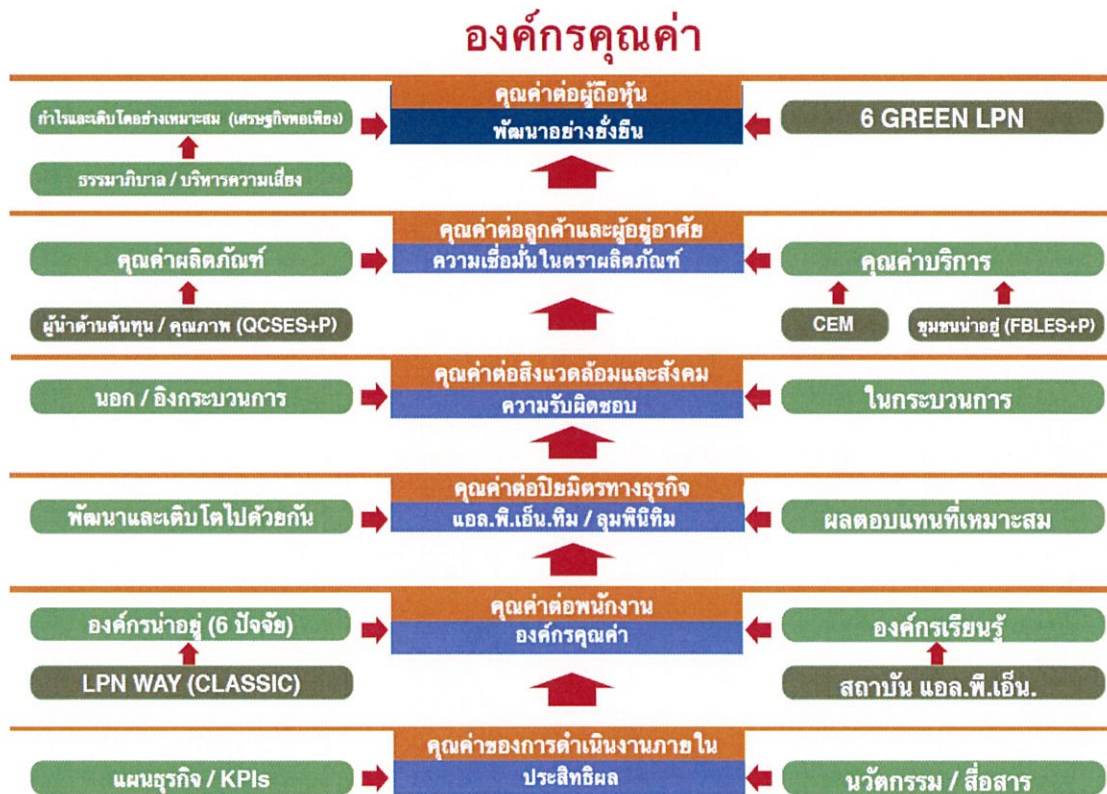 องค์กรคุณค่า
คุณค่าต่อผู้ถือหุ้น
กำไรและเติบโตอย่างเหมาะสม (เศรษฐกิจพอเพียง)
พัฒนาอย่างยั่งยืน
6 GREEN LPN
ธรรมาภิบาล / บริหารความเสี่ยง
คุณค่าต่อลูกค้าและผู้อยู่อาศัย
คุณค่าผลิตภัณฑ์
ความเชื่อมั่นในตราผลิตภัณฑ์
คุณค่าบริการ
ผู้นำด้านต้นทุน / คุณภาพ (QCSES+P)
CEM
ชุมชนน่าอยู่ (FBLES+P)
คุณค่าต่อสิ่งแวดล้อมและสังคม
นอก / อิงกระบวนการ
ความรับผิดชอบ
ในกระบวนการ
คุณค่าต่อปิยมิตรทางธุรกิจ
พัฒนาและเติบโตไปด้วยกัน
แอล.พี.เอ็น.ทีม / ลุมพินีทีม
ผลตอบแทนที่เหมาะสม
คุณค่าต่อพนักงาน
องค์กรน่าอยู่ (6 ปัจจัย)
องค์กรคุณค่า
องค์กรเรียนรู้
LPN WAY (CLASSIC)
สถาบัน แอล.พี.เอ็น.
คุณค่าของการดำเนินงานภายใน
แผนธุรกิจ / KPIs
ประสิทธิผล
นวัตกรรม / สื่อสาร